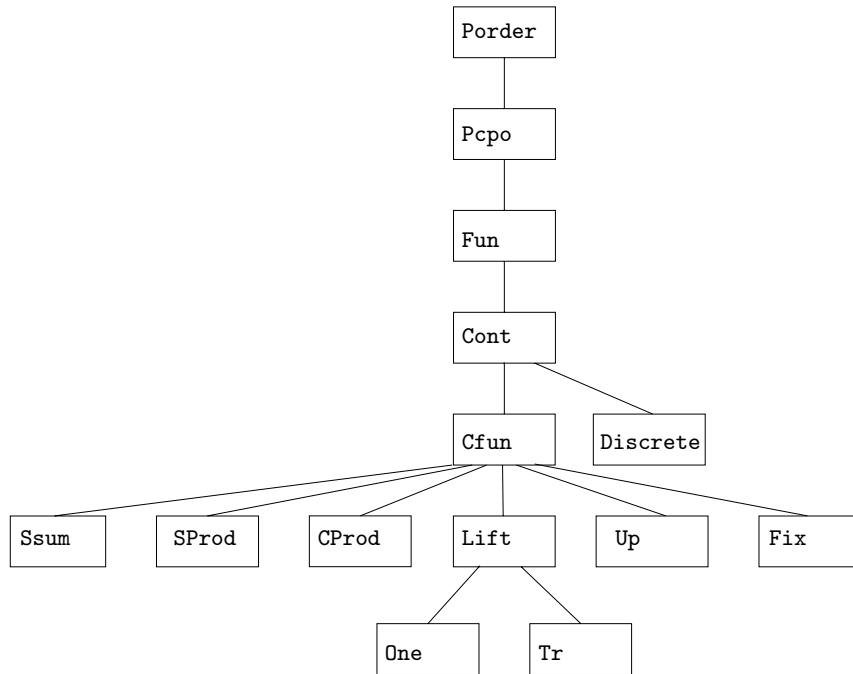 Porder
Pcpo
Fun
Cont
Cfun
Discrete
Ssum
SProd
CProd
Lift
Up
Fix
One
Tr